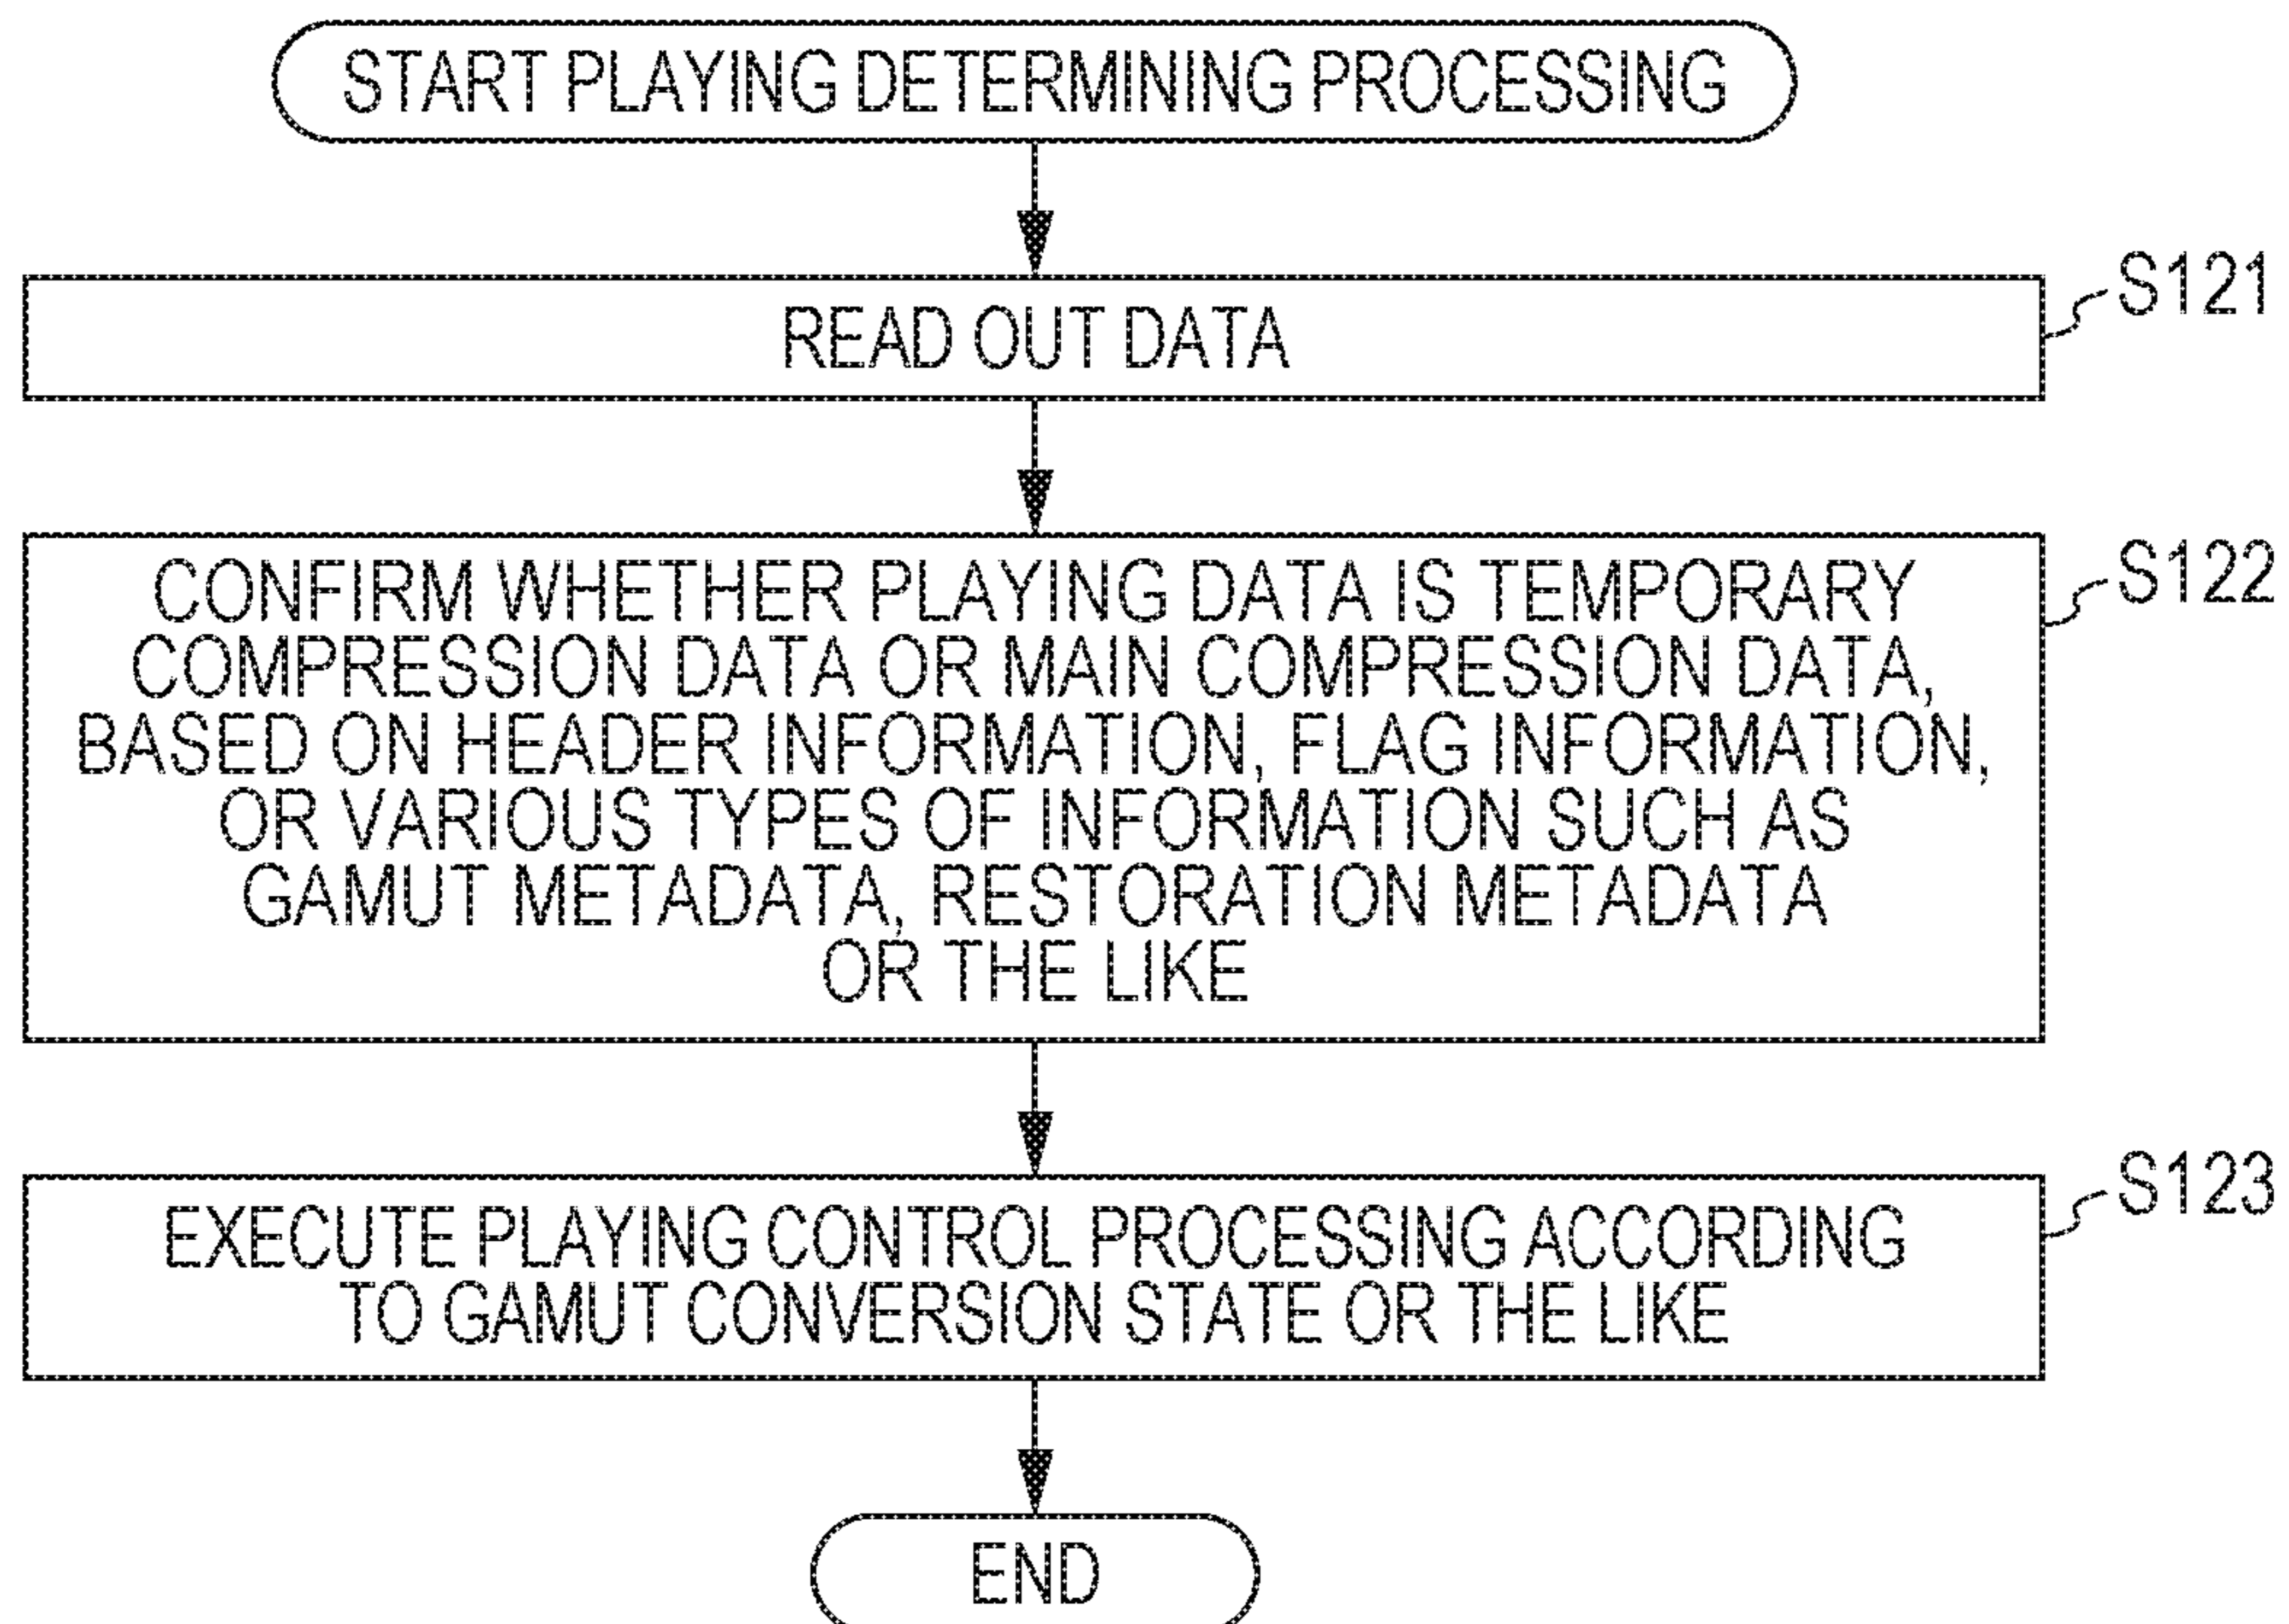 START PLAYING DETERMINING PROCESSING
READ OUT DATA
S121
CONFIRM WHETHER PLAYING DATA IS TEMPORARY
COMPRESSION DATA OR MAIN COMPRESSION DATA,
BASED ON HEADER INFORMATION, FLAG INFORMATION,
OR VARIOUS TYPES OF INFORMATION SUCH AS
GAMUT METADATA, RESTORATION METADATA
OR THE LIKE
S122
EXECUTE PLAYING CONTROL PROCESSING ACCORDING
TO GAMUT CONVERSION STATE OR THE LIKE
S123
END